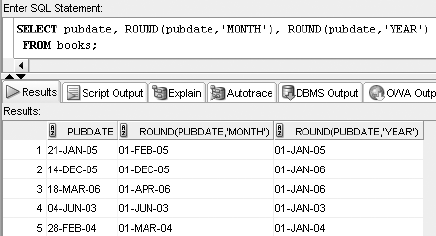 Enter SQL Statement:
SELECT pubdate, ROUND(pubdate,'MONTH'), ROUND(pubdate,'YEAR')
FROM books;
Results Script Output Explain Autotrace DBMS Output OWA Outp
Results:
PUBDATE ROUND(PUBDATE,'MONTH') ROUND(PUBDATE,'YEAR')
1 21-JAN-05 01-FEB-05 01-JAN-05
2 14-DEC-05 01-DEC-05 01-JAN-06
3 18-MAR-06 01-APR-06 01-JAN-06
4 04-JUN-03 01-JUN-03 01-JAN-03
5 28-FEB-04 01-MAR-04 01-JAN-04